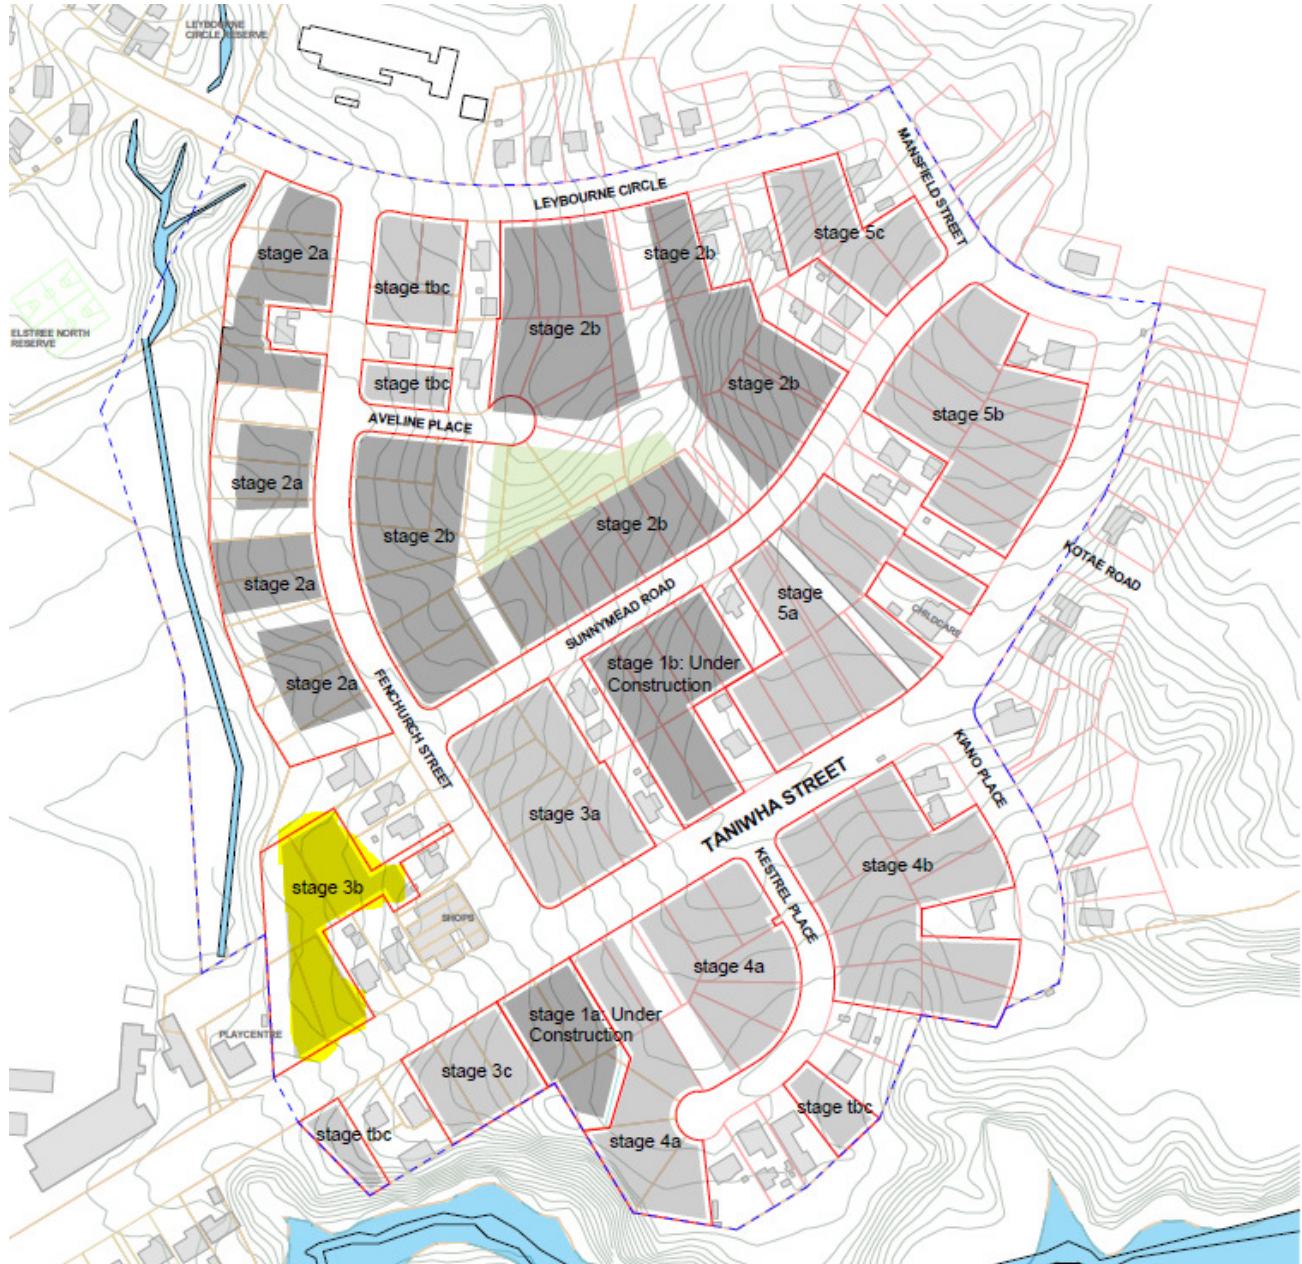 LEYBOURNE
CIRCLE RESERVE
MANSFIELD STREET
LEYBOURNE CIRCLE
stage 5c
stage 2a
stage 2b
stage tbc
ELSTREE NORTH
RESERVE
stage 2b
stage tbc
stage 2b
stage 5b
AVELINE PLACE
stage 2a
stage 2b
stage 2b
KOTAE ROAD
stage 2a
stage
5a
SUNNYMEAD ROAD
CHILDCARE
stage 1b: Under
Construction
stage 2a
FENCHURCH STREET
KIANO PLACE
TANIWHA STREET
stage 3a
stage 4b
KESTREL PLACE
stage 3b
SHOPS
stage 4a
stage 1a: Under
Construction
PLAYCENTRE
stage 3c
stage tbc
stage tbc
stage 4a